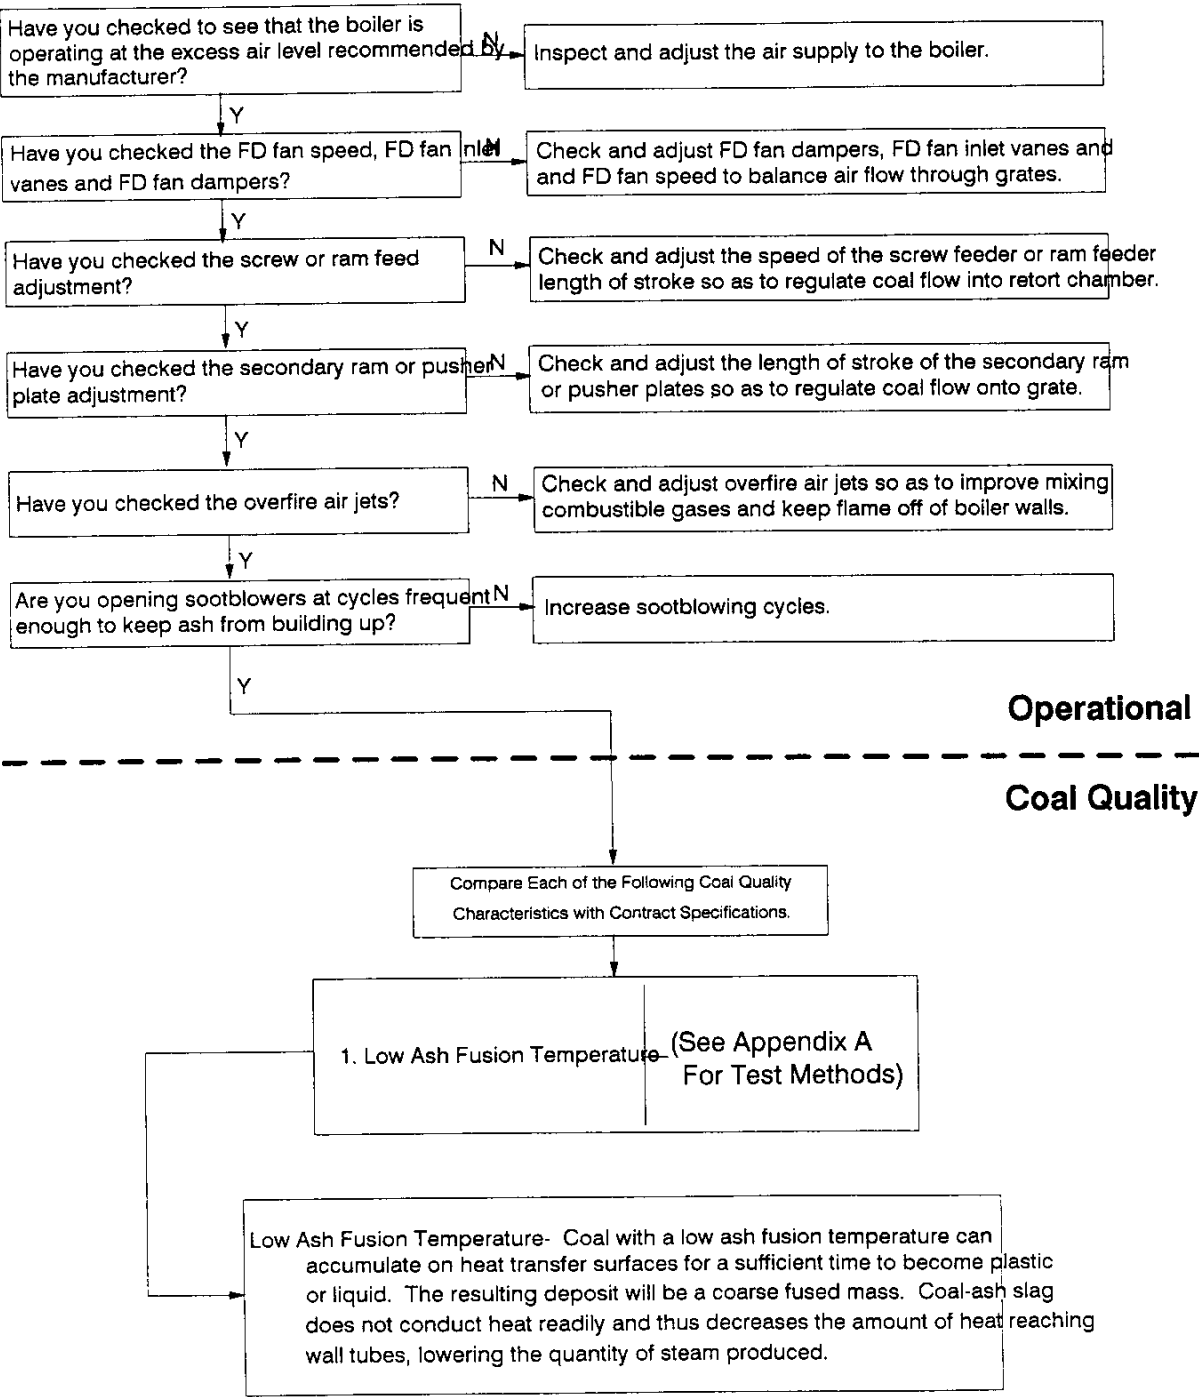 Have you checked to see that the boiler is
operating at the excess air level recommended by
the manufacturer?
N
Inspect and adjust the air supply to the boiler.
Y
Have you checked the FD fan speed, FD fan inlet
vanes and FD fan dampers?
N
Check and adjust FD fan dampers, FD fan inlet vanes and
and FD fan speed to balance air flow through grates.
Y
Have you checked the screw or ram feed
adjustment?
N
Check and adjust the speed of the screw feeder or ram feeder
length of stroke so as to regulate coal flow into retort chamber.
Y
Have you checked the secondary ram or pusher
plate adjustment?
N
Check and adjust the length of stroke of the secondary ram
or pusher plates so as to regulate coal flow onto grate.
Y
Have you checked the overfire air jets?
N
Check and adjust overfire air jets so as to improve mixing
combustible gases and keep flame off of boiler walls.
Y
Are you opening sootblowers at cycles frequent
enough to keep ash from building up?
N
Increase sootblowing cycles.
Y
Operational
Coal Quality
Compare Each of the Following Coal Quality
Characteristics with Contract Specifications.
1. Low Ash Fusion Temperature-
(See Appendix A
For Test Methods)
Low Ash Fusion Temperature- Coal with a low ash fusion temperature can
accumulate on heat transfer surfaces for a sufficient time to become plastic
or liquid. The resulting deposit will be a coarse fused mass. Coal-ash slag
does not conduct heat readily and thus decreases the amount of heat reaching
wall tubes, lowering the quantity of steam produced.